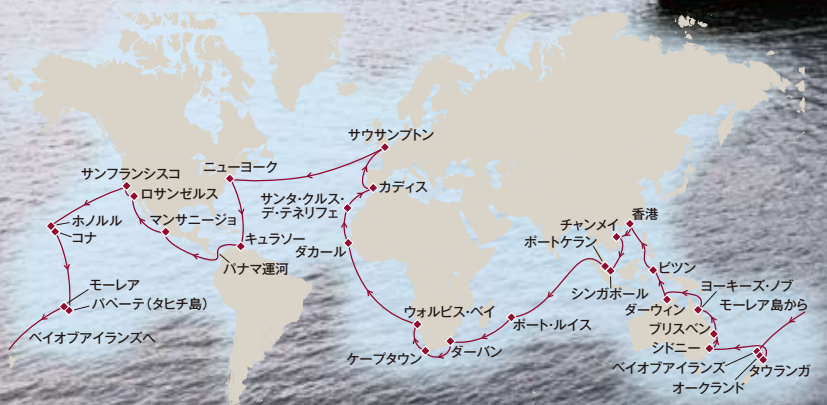 サウサンプトン
ニューヨーク
サンフランシスコ
ロサンゼルス
サンタ・クルス・
デ・テネリフェ
カディス
ホノルル
コナ
マンサニージョ
キュラソー
ダカール
パナマ運河
香港
チャンメイ
ポートケラン
シンガポール
ビツン
ヨーキーズ・ノブ
モーレア島から
モーレア
パペーテ（タヒチ島）
ベイオブアイランズへ
ウォルビス・ベイ
ポート・ルイス
ダーウィン
ブリスベン
シドニー
ケープタウン
ダーバン
ベイオブアイランズ
タウランガ
オークランド